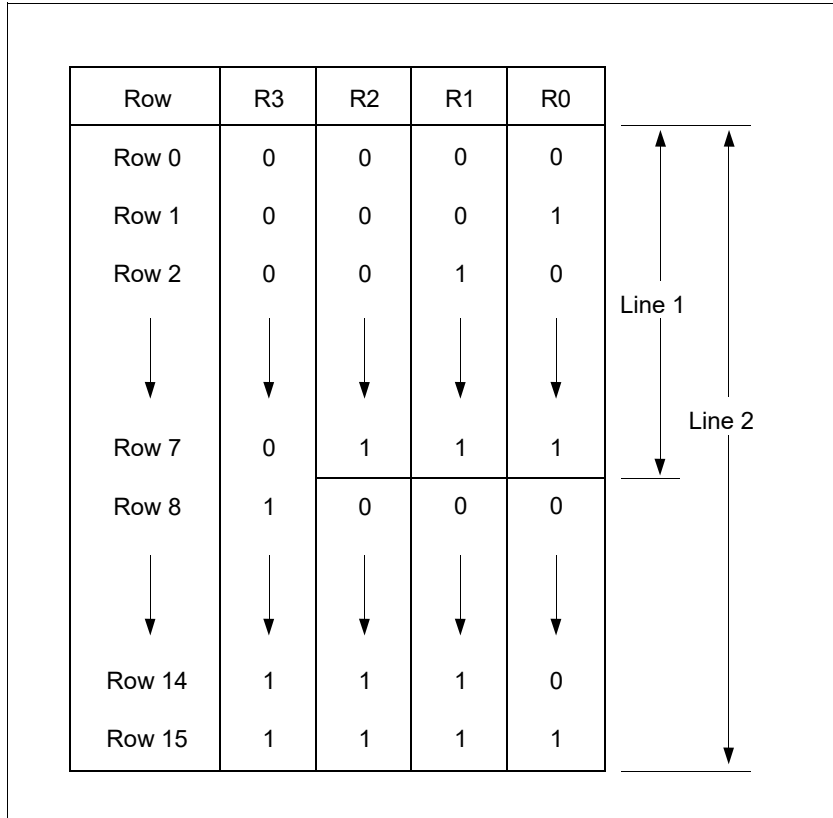 Row R3 R2 R1 R0
Row 0 0 0 0 0
Row 1 0 0 0 1
Row 2 0 0 1 0
Line 1
Line 2
Row 7 0 1 1 1
Row 8 1 0 0 0
Row 14 1 1 1 0
Row 15 1 1 1 1